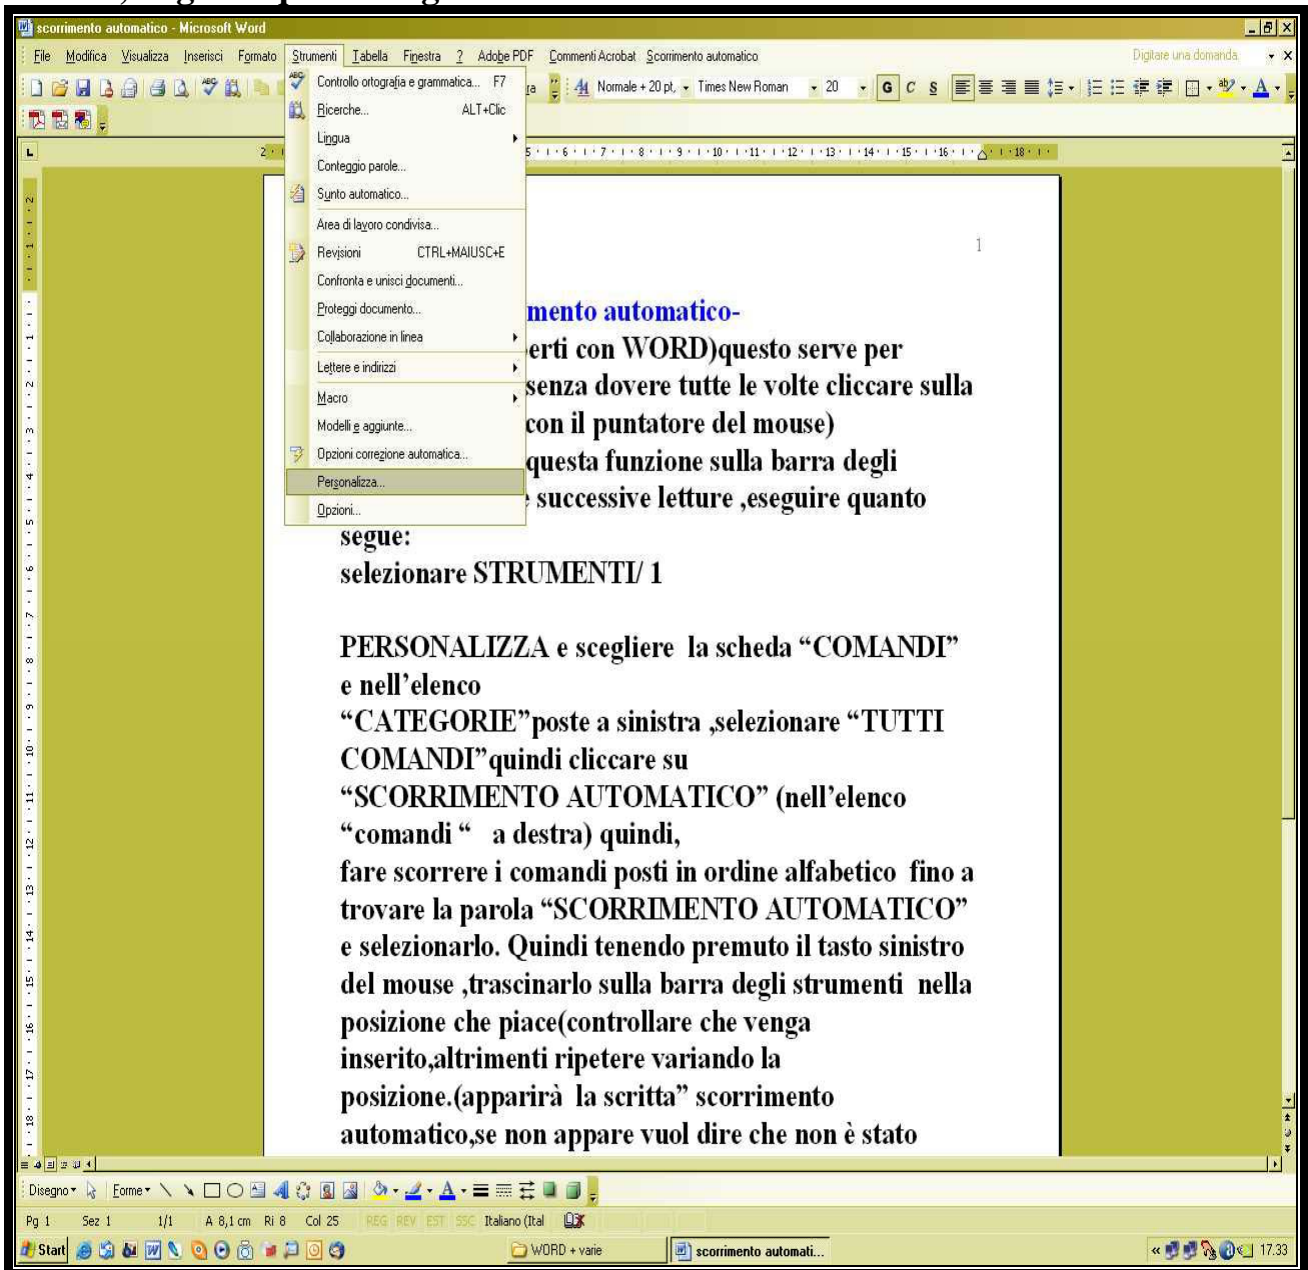 scorrimento automatico - Microsoft Word
File Modifica Visualizza Inserisci Formato Strumenti Tabella Finestra ? Adobe PDF Commenti Acrobat Scorrimento automatico Digitare una domanda.
Normale + 20 pt, Times New Roman 20 G C S
Controllo ortografia e grammatica... F7
Ricerche... ALT+Clic
Lingua
Conteggio parole...
Sunto automatico...
Area di lavoro condivisa...
Revisioni CTRL+MAIUSC+E
Confronta e unisci documenti...
Proteggi documento...
Collaborazione in linea
Lettere e indirizzi
Macro
Modelli e aggiunte...
Opzioni correzione automatica...
Personalizza...
Opzioni...
1
mento automatico-
erti con WORD)questo serve per
senza dovere tutte le volte cliccare sulla
con il puntatore del mouse)
questa funzione sulla barra degli
successive letture ,eseguire quanto
segue:
selezionare STRUMENTI/ 1
PERSONALIZZA e scegliere la scheda “COMANDI”
e nell’elenco
“CATEGORIE”poste a sinistra ,selezionare “TUTTI
COMANDI”quindi cliccare su
“SCORRIMENTO AUTOMATICO” (nell’elenco
“comandi “ a destra) quindi,
fare scorrere i comandi posti in ordine alfabetico fino a
trovare la parola “SCORRIMENTO AUTOMATICO”
e selezionarlo. Quindi tenendo premuto il tasto sinistro
del mouse ,trascinarlo sulla barra degli strumenti nella
posizione che piace(controllare che venga
inserito,altrimenti ripetere variando la
posizione.(apparirà la scritta” scorrimento
automatico,se non appare vuol dire che non è stato
Disegno Forme
Pg 1 Sez 1 1/1 A 8,1 cm Ri 8 Col 25 REG REV EST SSC Italiano (Ital
Start WORD + varie scorrimento automati... 17.33